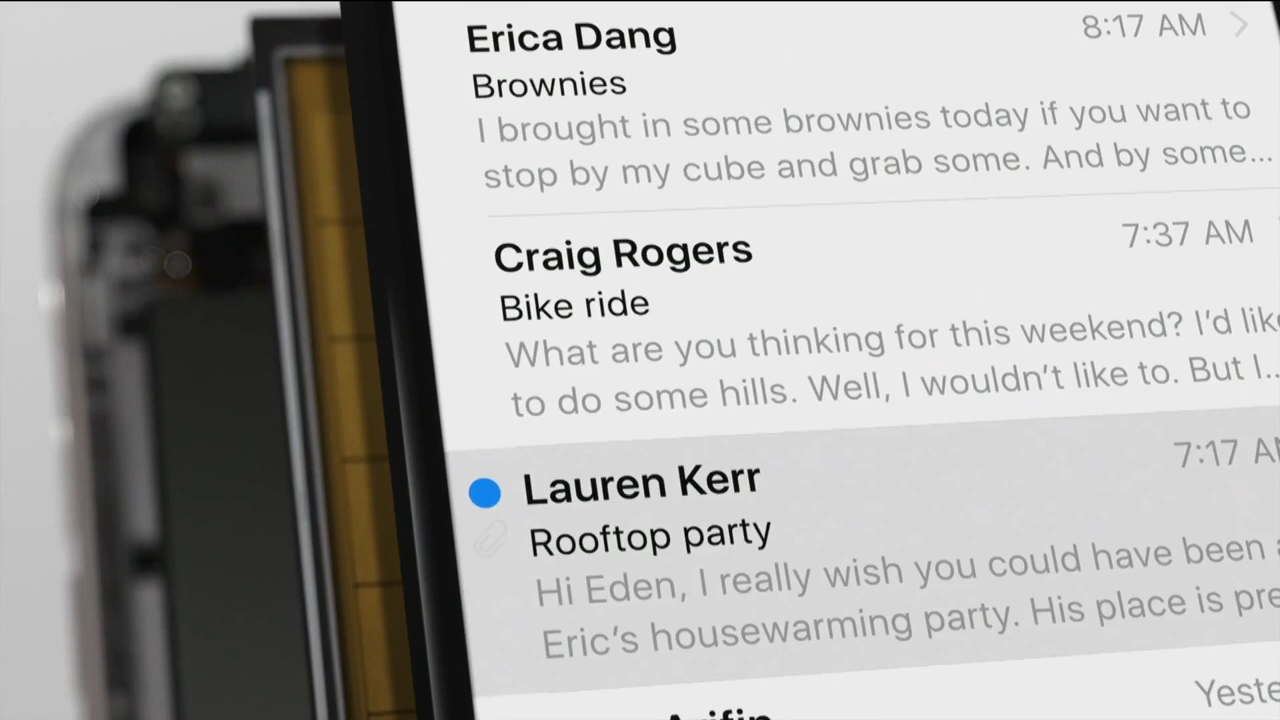 Erica Dang
8:17 AM
Brownies
I brought in some brownies today if you want to
stop by my cube and grab some. And by some...
Craig Rogers
7:37 AM
Bike ride
What are you thinking for this weekend? I’d like
to do some hills. Well, I wouldn’t like to. But I...
Lauren Kerr
7:17 AM
Rooftop party
Hi Eden, I really wish you could have been
Eric’s housewarming party. His place is